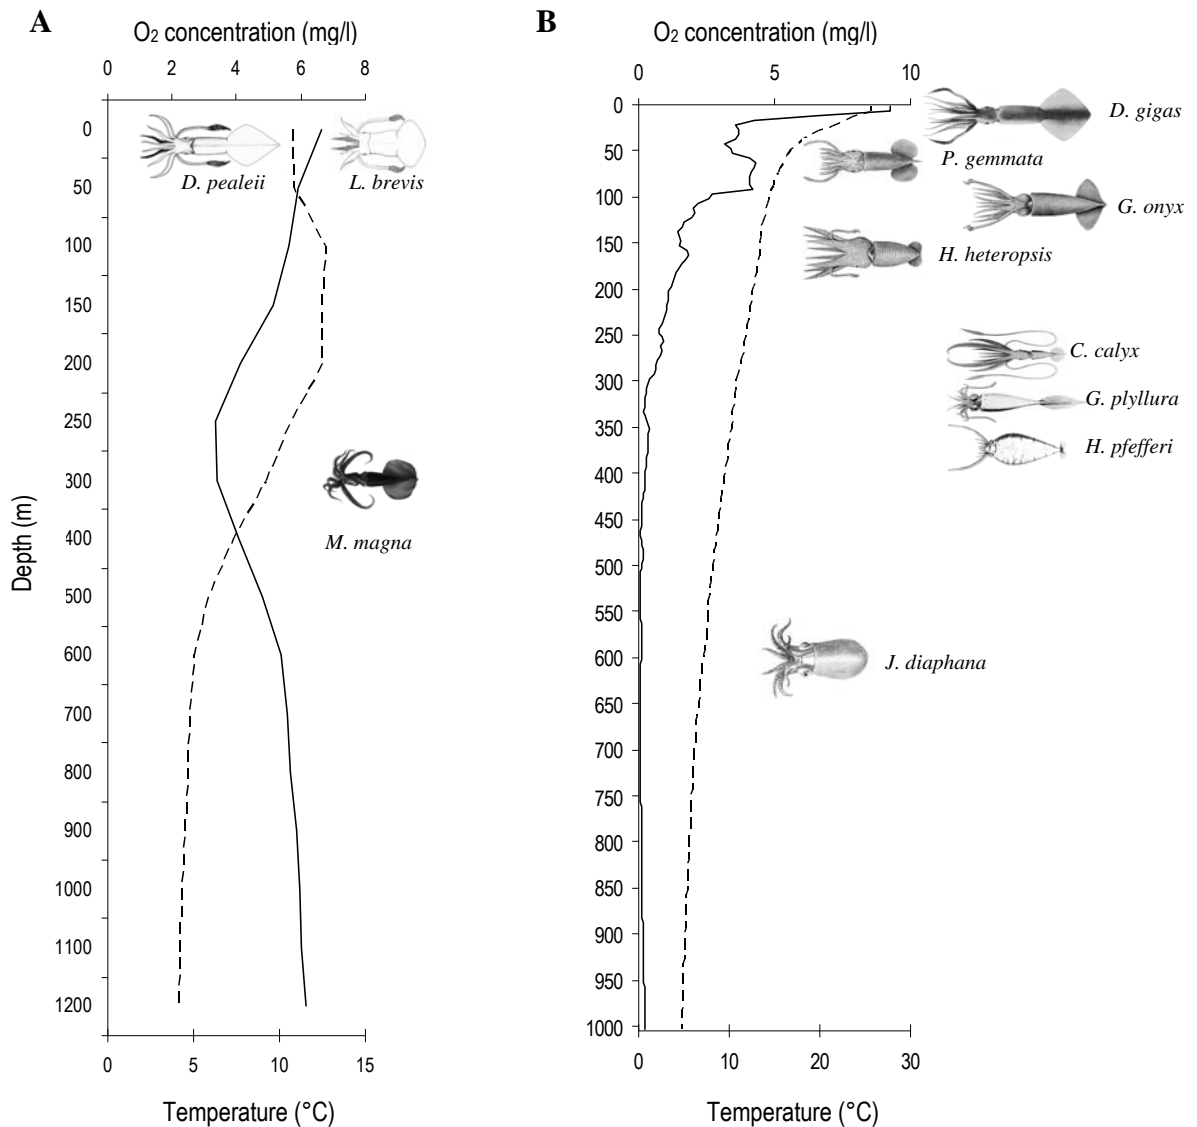 A
O2 concentration (mg/l)
0 2 4 6 8
D. pealeii
L. brevis
M. magna
Depth (m)
0
50
100
150
200
250
300
400
500
600
700
800
900
1000
1100
1200
0 5 10 15
Temperature (°C)
B
O2 concentration (mg/l)
0 5 10
D. gigas
P. gemmata
G. onyx
H. heteropsis
C. calyx
G. plyllura
H. pfefferi
J. diaphana
0
50
100
150
200
250
300
350
400
450
500
550
600
650
700
750
800
850
900
950
1000
0 10 20 30
Temperature (°C)